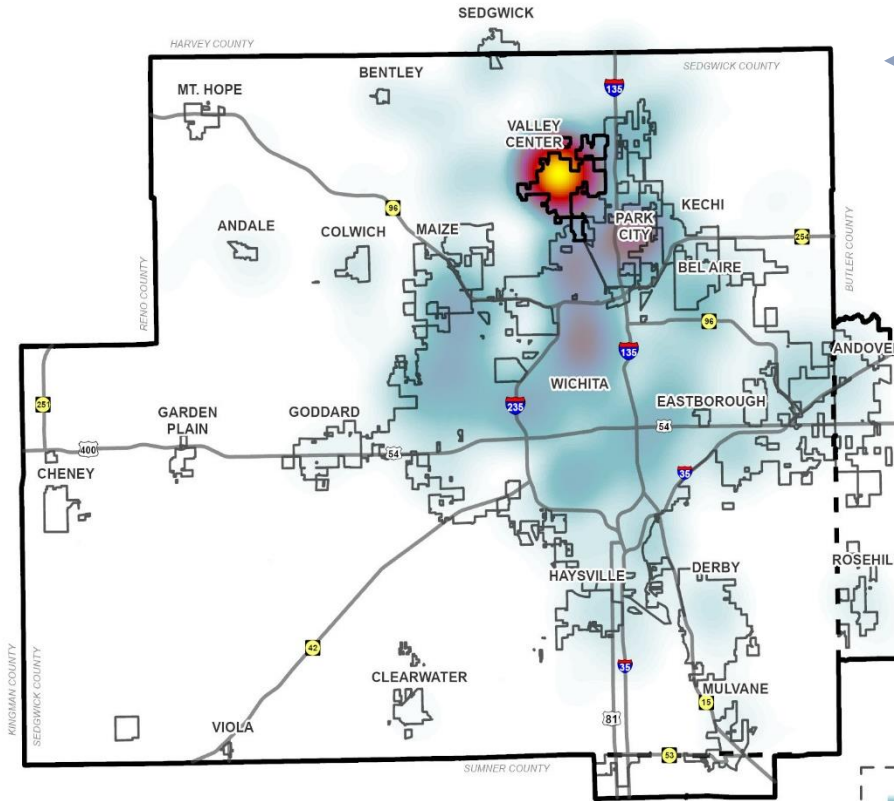 SEDGWICK
HARVEY COUNTY
SEDGWICK COUNTY
BENTLEY
MT. HOPE
135
VALLEY
CENTER
96
KECHI
PARK
CITY
ANDALE
COLWICH
MAIZE
254
BEL AIRE
BUTLER COUNTY
RENO COUNTY
96
135
ANDOVE
WICHITA
251
235
EASTBOROUGH
GARDEN
PLAIN
GODDARD
54
400
54
CHENEY
35
HAYSVILLE
DERBY
ROSEHIL
42
35
KINGMAN COUNTY
SEDGWICK COUNTY
CLEARWATER
MULVANE
15
81
VIOLA
53
SUMNER COUNTY